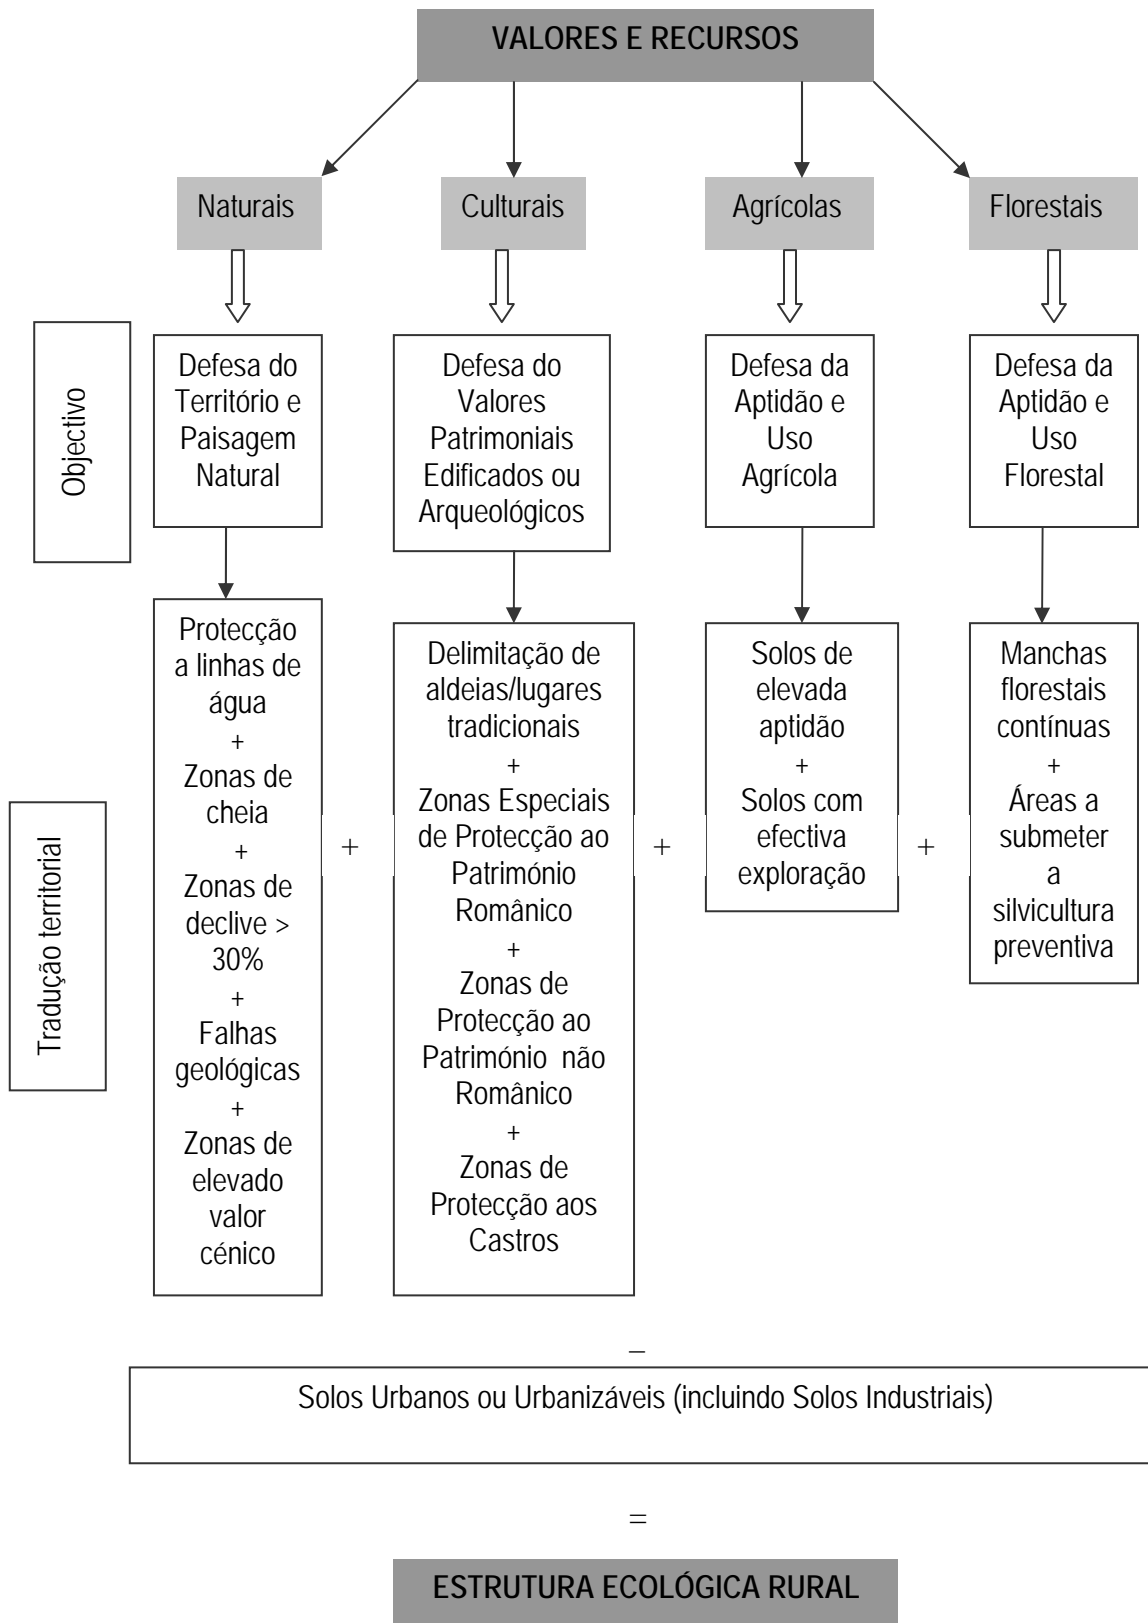 VALORES E RECURSOS
Naturais
Culturais
Agrícolas
Florestais
Objectivo
Defesa do
Território e
Paisagem
Natural
Defesa do
Valores
Patrimoniais
Edificados ou
Arqueológicos
Defesa da
Aptidão e
Uso
Agrícola
Defesa da
Aptidão e
Uso
Florestal
Tradução territorial
Protecção
a linhas de
água
+
Zonas de
cheia
+
Zonas de
declive >
30%
+
Falhas
geológicas
+
Zonas de
elevado
valor
cénico
+
Delimitação de
aldeias/lugares
tradicionais
+
Zonas Especiais
de Protecção ao
Património
Românico
+
Zonas de
Protecção ao
Património não
Românico
+
Zonas de
Protecção aos
Castros
+
Solos de
elevada
aptidão
+
Solos com
efectiva
exploração
+
Manchas
florestais
contínuas
+
Áreas a
submeter
a
silvicultura
preventiva
–
Solos Urbanos ou Urbanizáveis (incluindo Solos Industriais)
=
ESTRUTURA ECOLÓGICA RURAL